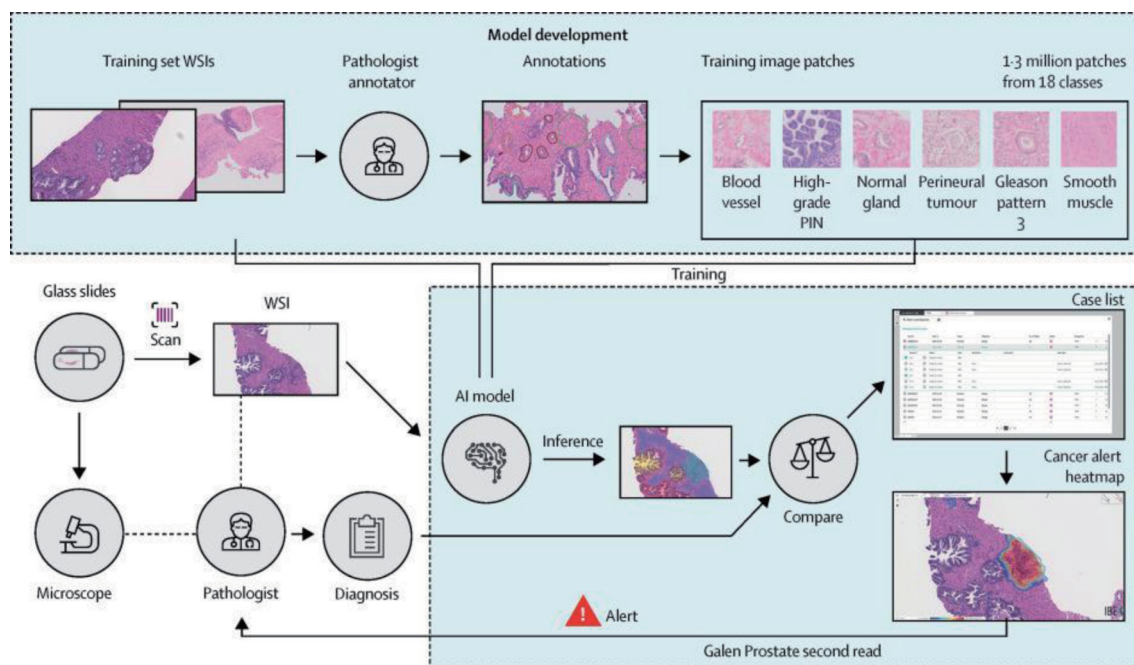 Model development
Training set WSIs
Pathologist
annotator
Annotations
Training image patches
1·3 million patches
from 18 classes
Blood
vessel
High-
grade
PIN
Normal
gland
Perineural
tumour
Gleason
pattern
3
Smooth
muscle
Training
Glass slides
Scan
WSI
Case list
AI model
Inference
Compare
Cancer alert
heatmap
Microscope
Pathologist
Diagnosis
Alert
Galen Prostate second read